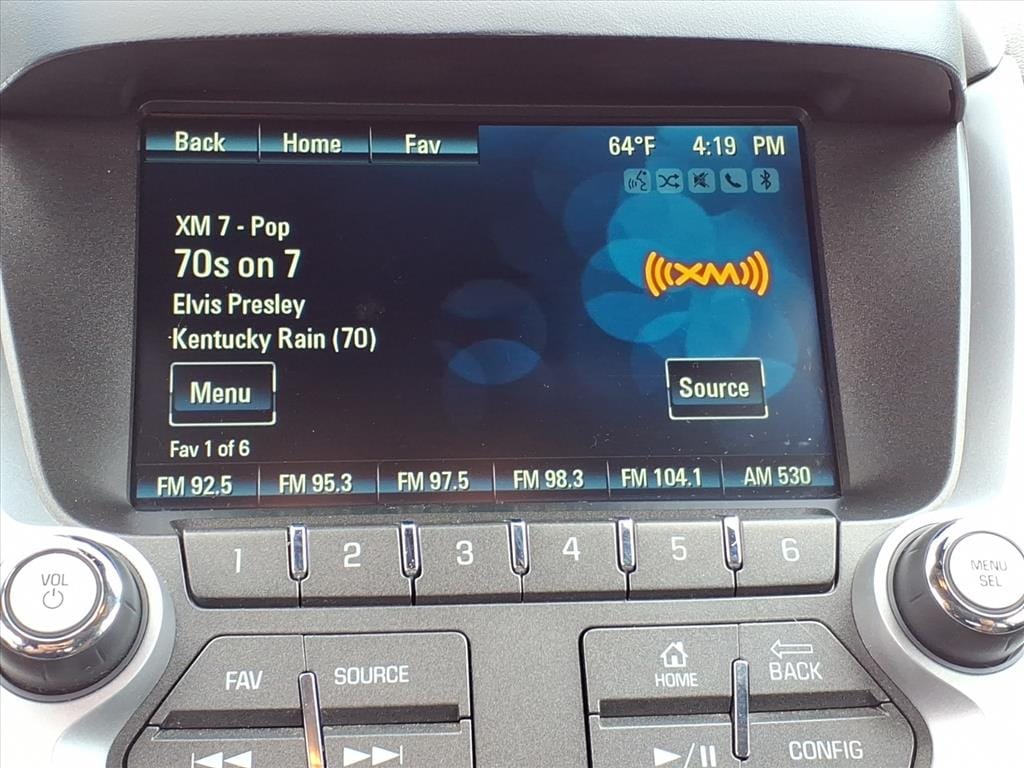 Back Home Fav 64°F 4:19 PM
XM 7 - Pop
70s on 7
((XM))
Elvis Presley
Kentucky Rain (70)
Menu Source
Fav 1 of 6
FM 92.5 FM 95.3 FM 97.5 FM 98.3 FM 104.1 AM 530
1 2 3 4 5 6
VOL
MENU
SEL
FAV SOURCE HOME BACK
CONFIG